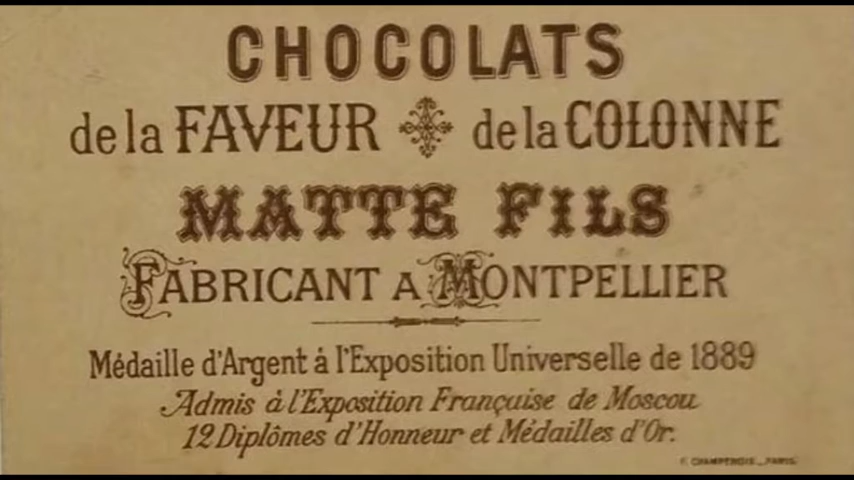 CHOCOLATS
de la FAVEUR de la COLONNE
MATTE FILS
FABRICANT A MONTPELLIER
Médaille d'Argent à l'Exposition Universelle de 1889
Admis à l'Exposition Française de Moscou
12 Diplômes d'Honneur et Médailles d'Or.
F. CHAMPENOIS _ PARIS.